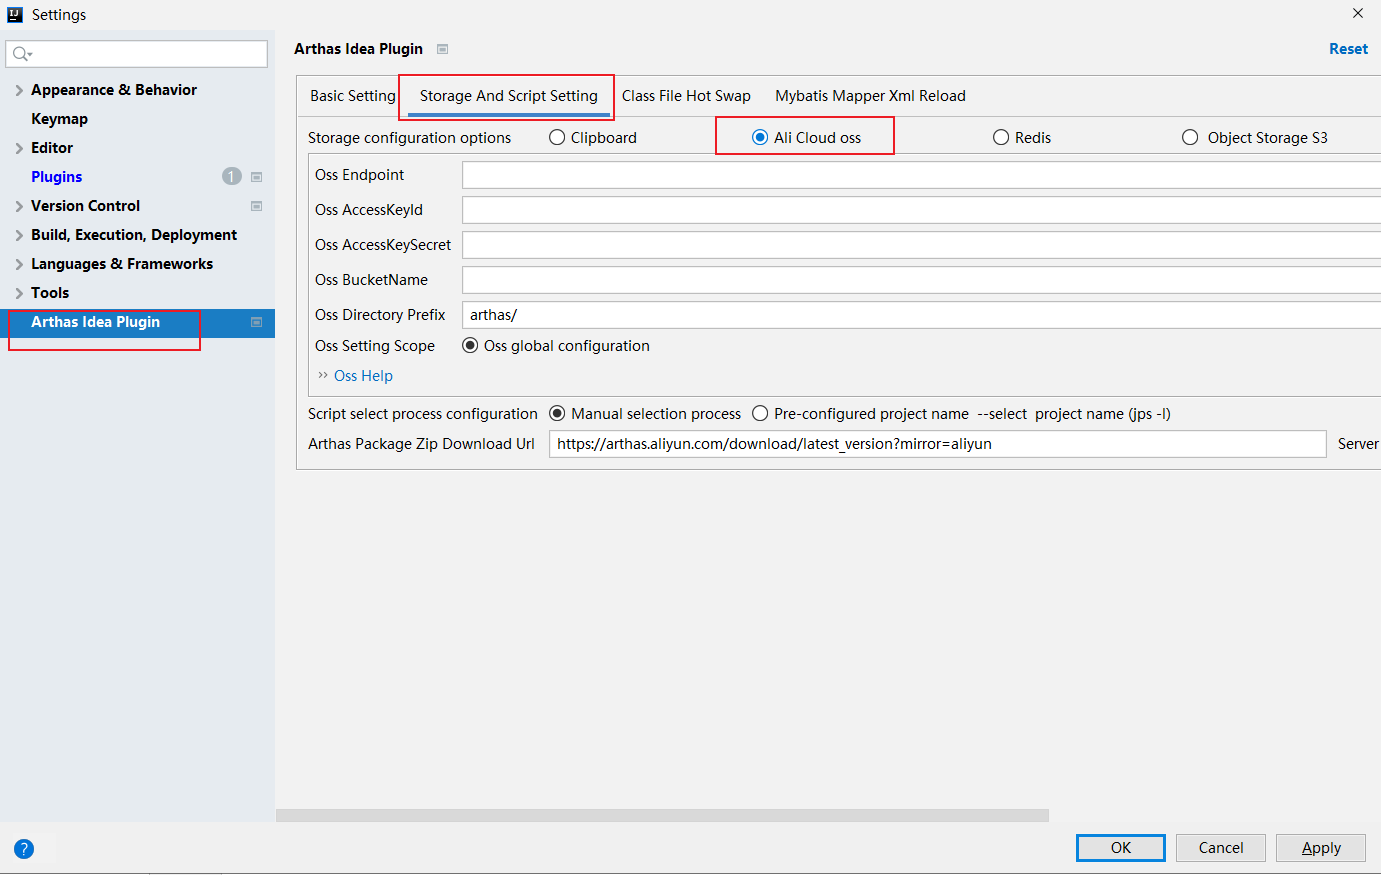 Settings
Appearance & Behavior
Keymap
Editor
Plugins 1
Version Control
Build, Execution, Deployment
Languages & Frameworks
Tools
Arthas Idea Plugin
Arthas Idea Plugin Reset
Basic Setting Storage And Script Setting Class File Hot Swap Mybatis Mapper Xml Reload
Storage configuration options Clipboard Ali Cloud oss Redis Object Storage S3
Oss Endpoint
Oss AccessKeyId
Oss AccessKeySecret
Oss BucketName
Oss Directory Prefix arthas/
Oss Setting Scope Oss global configuration
>> Oss Help
Script select process configuration Manual selection process Pre-configured project name --select project name (jps -l)
Arthas Package Zip Download Url https://arthas.aliyun.com/download/latest_version?mirror=aliyun Server
? OK Cancel Apply